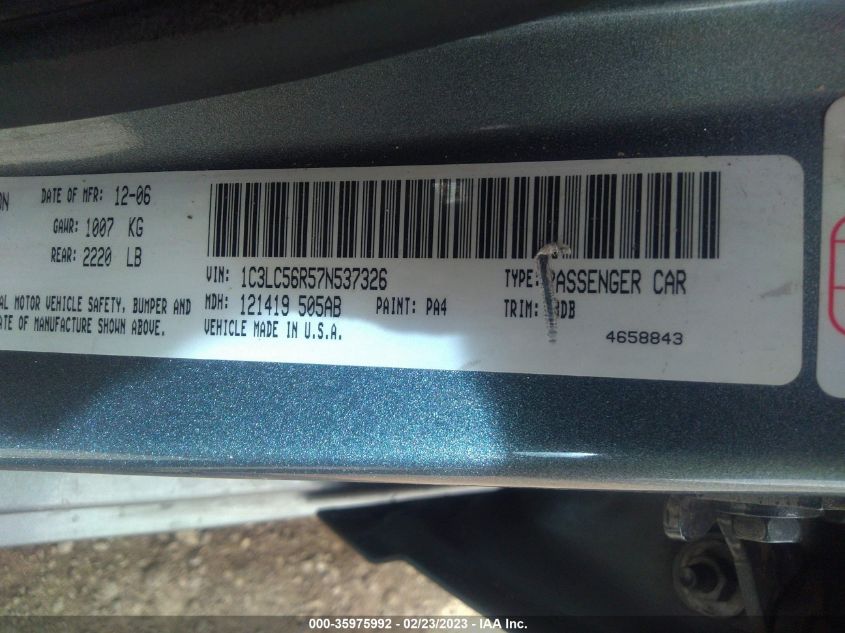 ON DATE OF MFR: 12-06
GAWR: 1007 KG
REAR: 2220 LB
VIN: 1C3LC56R57N537326 TYPE: PASSENGER CAR
AL MOTOR VEHICLE SAFETY, BUMPER AND MDH: 121419 505AB PAINT: PA4 TRIM: DB
ATE OF MANUFACTURE SHOWN ABOVE. VEHICLE MADE IN U.S.A.
4658843
000-35975992 - 02/23/2023 - IAA Inc.